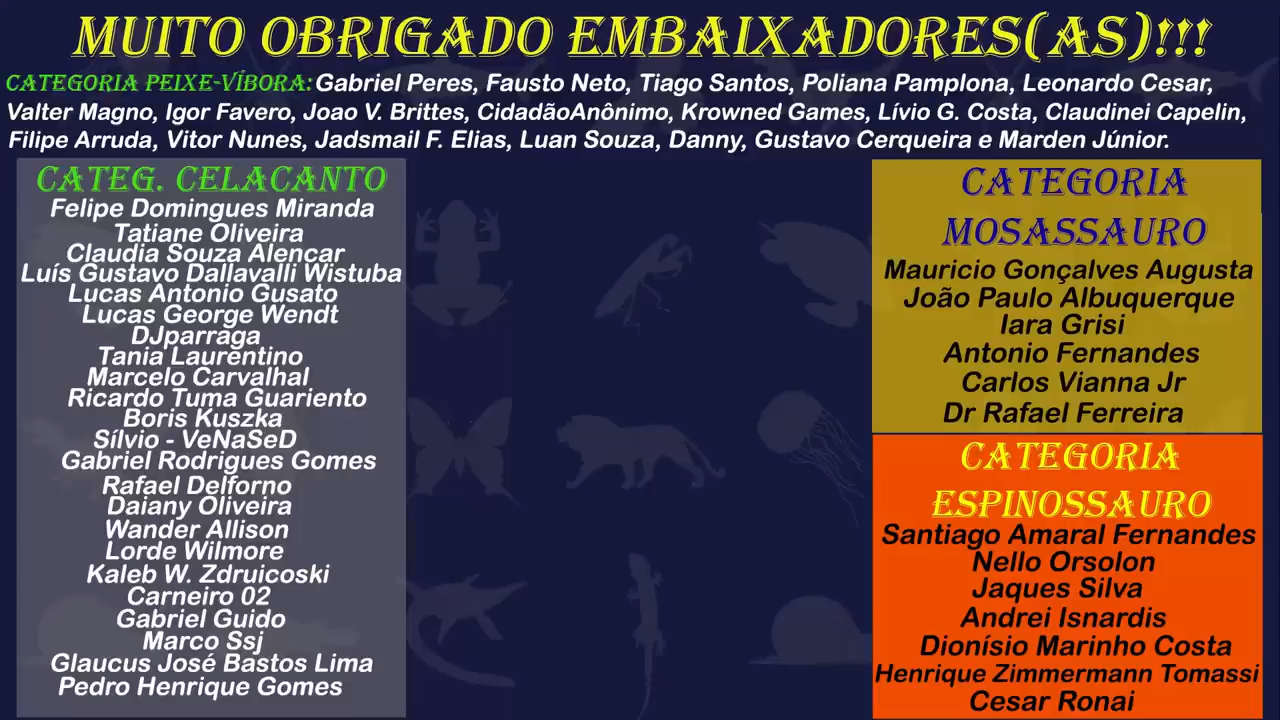 MUITO OBRIGADO EMBAIXADORES(AS)!!!
CATEGORIA PEIXE-VÍBORA: Gabriel Peres, Fausto Neto, Tiago Santos, Poliana Pamplona, Leonardo Cesar,
Valter Magno, Igor Favero, Joao V. Brittes, CidadãoAnônimo, Krowned Games, Lívio G. Costa, Claudinei Capelin,
Filipe Arruda, Vitor Nunes, Jadsmail F. Elias, Luan Souza, Danny, Gustavo Cerqueira e Marden Júnior.
CATEG. CELACANTO
Felipe Domingues Miranda
Tatiane Oliveira
Claudia Souza Alencar
Luís Gustavo Dallavalli Wistuba
Lucas Antonio Gusato
Lucas George Wendt
DJparraga
Tania Laurentino
Marcelo Carvalhal
Ricardo Tuma Guariento
Boris Kuszka
Sílvio - VeNaSeD
Gabriel Rodrigues Gomes
Rafael Delforno
Daiany Oliveira
Wander Allison
Lorde Wilmore
Kaleb W. Zdruicoski
Carneiro 02
Gabriel Guido
Marco Ssj
Glaucus José Bastos Lima
Pedro Henrique Gomes
CATEGORIA
MOSASSAURO
Mauricio Gonçalves Augusta
João Paulo Albuquerque
Iara Grisi
Antonio Fernandes
Carlos Vianna Jr
Dr Rafael Ferreira
CATEGORIA
ESPINOSSAURO
Santiago Amaral Fernandes
Nello Orsolon
Jaques Silva
Andrei Isnardis
Dionísio Marinho Costa
Henrique Zimmermann Tomassi
Cesar Ronai